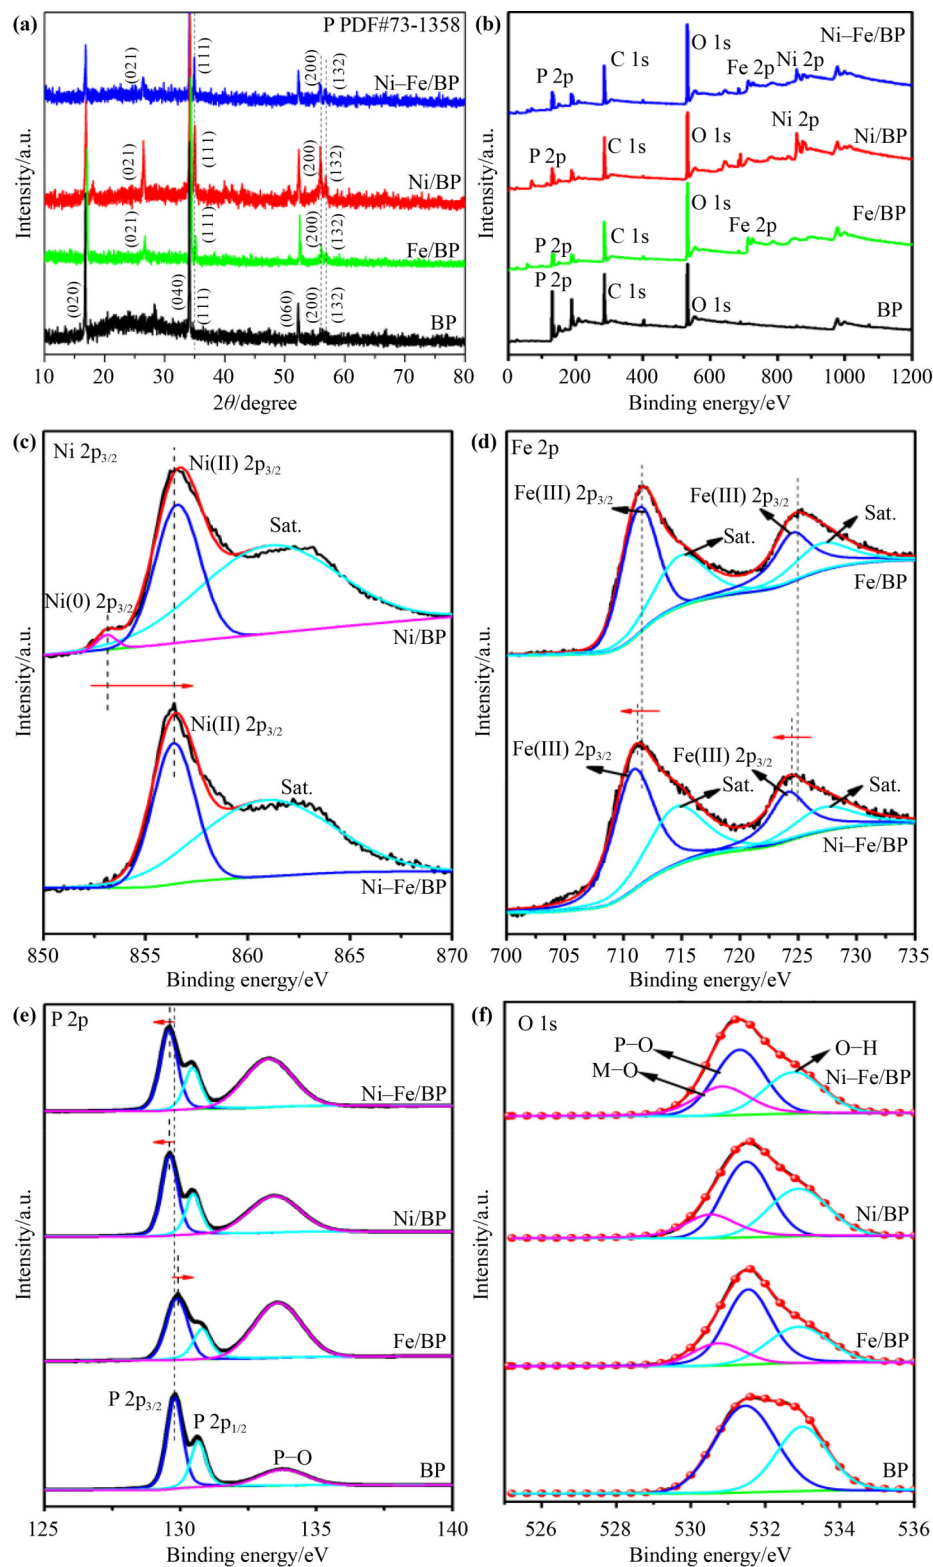 (a)
P PDF#73-1358
(021)
(111)
(200)
(132)
Ni–Fe/BP
(021)
(111)
(200)
(132)
Ni/BP
(021)
(111)
(200)
(132)
Fe/BP
(020)
(040)
(111)
(060)
(200)
(132)
BP
Intensity/a.u.
10 20 30 40 50 60 70 80
2θ/degree
(b)
Ni–Fe/BP
P 2p
C 1s
O 1s
Fe 2p
Ni 2p
P 2p
C 1s
O 1s
Ni 2p
Ni/BP
P 2p
C 1s
O 1s
Fe 2p
Fe/BP
P 2p
C 1s
O 1s
BP
Intensity/a.u.
0 200 400 600 800 1000 1200
Binding energy/eV
(c)
Ni 2p3/2
Ni(II) 2p3/2
Sat.
Ni(0) 2p3/2
Ni/BP
Ni(II) 2p3/2
Sat.
Ni–Fe/BP
Intensity/a.u.
850 855 860 865 870
Binding energy/eV
(d)
Fe 2p
Fe(III) 2p3/2
Sat.
Fe(III) 2p3/2
Sat.
Fe/BP
Fe(III) 2p3/2
Sat.
Fe(III) 2p3/2
Sat.
Ni–Fe/BP
Intensity/a.u.
700 705 710 715 720 725 730 735
Binding energy/eV
(e)
P 2p
Ni–Fe/BP
Ni/BP
Fe/BP
P 2p3/2
P 2p1/2
P–O
BP
Intensity/a.u.
125 130 135 140
Binding energy/eV
(f)
O 1s
P–O
M–O
O–H
Ni–Fe/BP
Ni/BP
Fe/BP
BP
Intensity/a.u.
526 528 530 532 534 536
Binding energy/eV